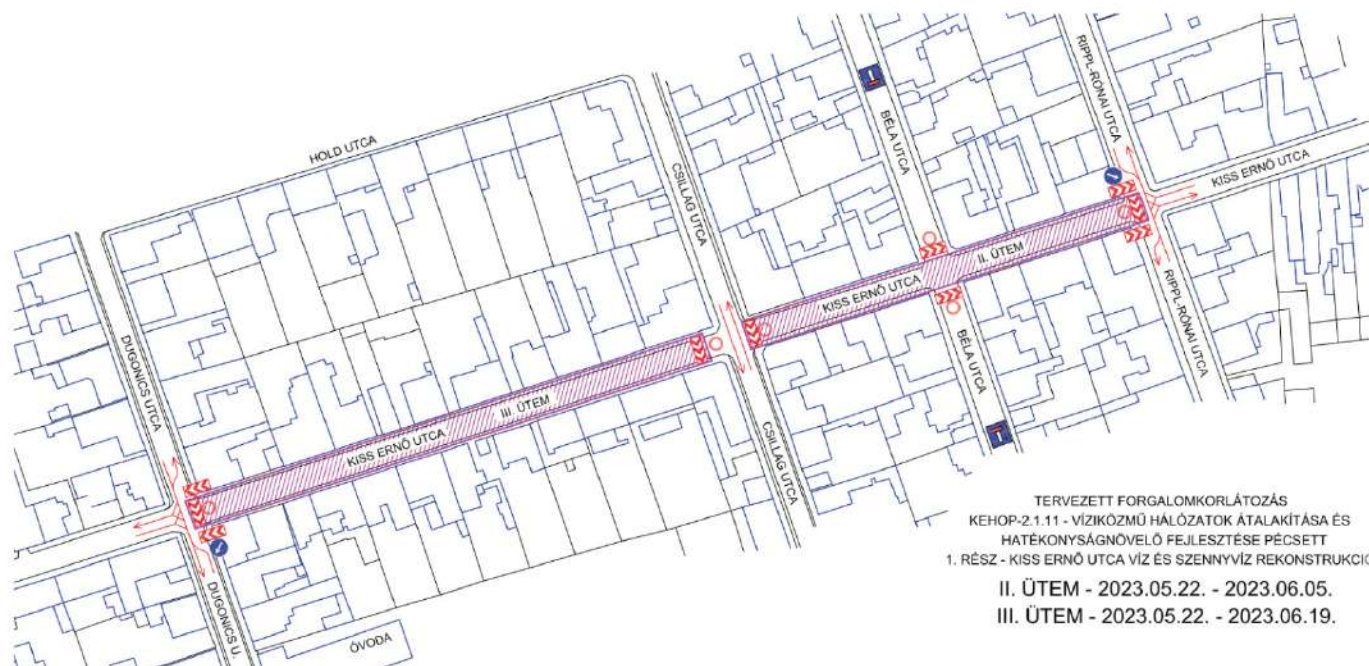 HOLD UTCA
BÉLA UTCA
RIPPL-RÓNAI UTCA
KISS ERNŐ UTCA
CSILLAG UTCA
II. ÜTEM
KISS ERNŐ UTCA
DUGONICS UTCA
BÉLA UTCA
RIPPL-RÓNAI UTCA
III. ÜTEM
KISS ERNŐ UTCA
CSILLAG UTCA
DUGONICS U.
ÓVODA
TERVEZETT FORGALOMKORLÁTOZÁS
KEHOP-2.1.11 - VÍZIKÖZMŰ HÁLÓZATOK ÁTALAKÍTÁSA ÉS
HATÉKONYSÁGNÖVELŐ FEJLESZTÉSE PÉCSETT
1. RÉSZ - KISS ERNŐ UTCA VÍZ ÉS SZENNYVÍZ REKONSTRUKCIÓ
II. ÜTEM - 2023.05.22. - 2023.06.05.
III. ÜTEM - 2023.05.22. - 2023.06.19.